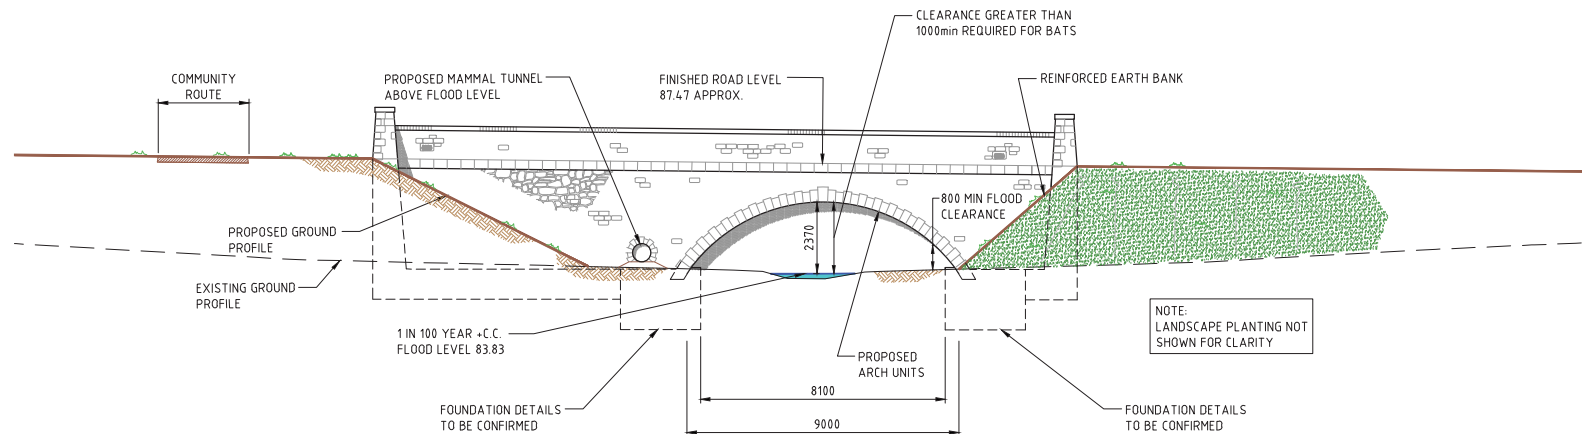 CLEARANCE GREATER THAN
1000min REQUIRED FOR BATS
COMMUNITY
ROUTE
PROPOSED MAMMAL TUNNEL
ABOVE FLOOD LEVEL
FINISHED ROAD LEVEL
87.47 APPROX.
REINFORCED EARTH BANK
800 MIN FLOOD
CLEARANCE
2370
PROPOSED GROUND
PROFILE
EXISTING GROUND
PROFILE
1 IN 100 YEAR +C.C.
FLOOD LEVEL 83.83
NOTE:
LANDSCAPE PLANTING NOT
SHOWN FOR CLARITY
PROPOSED
ARCH UNITS
8100
FOUNDATION DETAILS
TO BE CONFIRMED
9000
FOUNDATION DETAILS
TO BE CONFIRMED